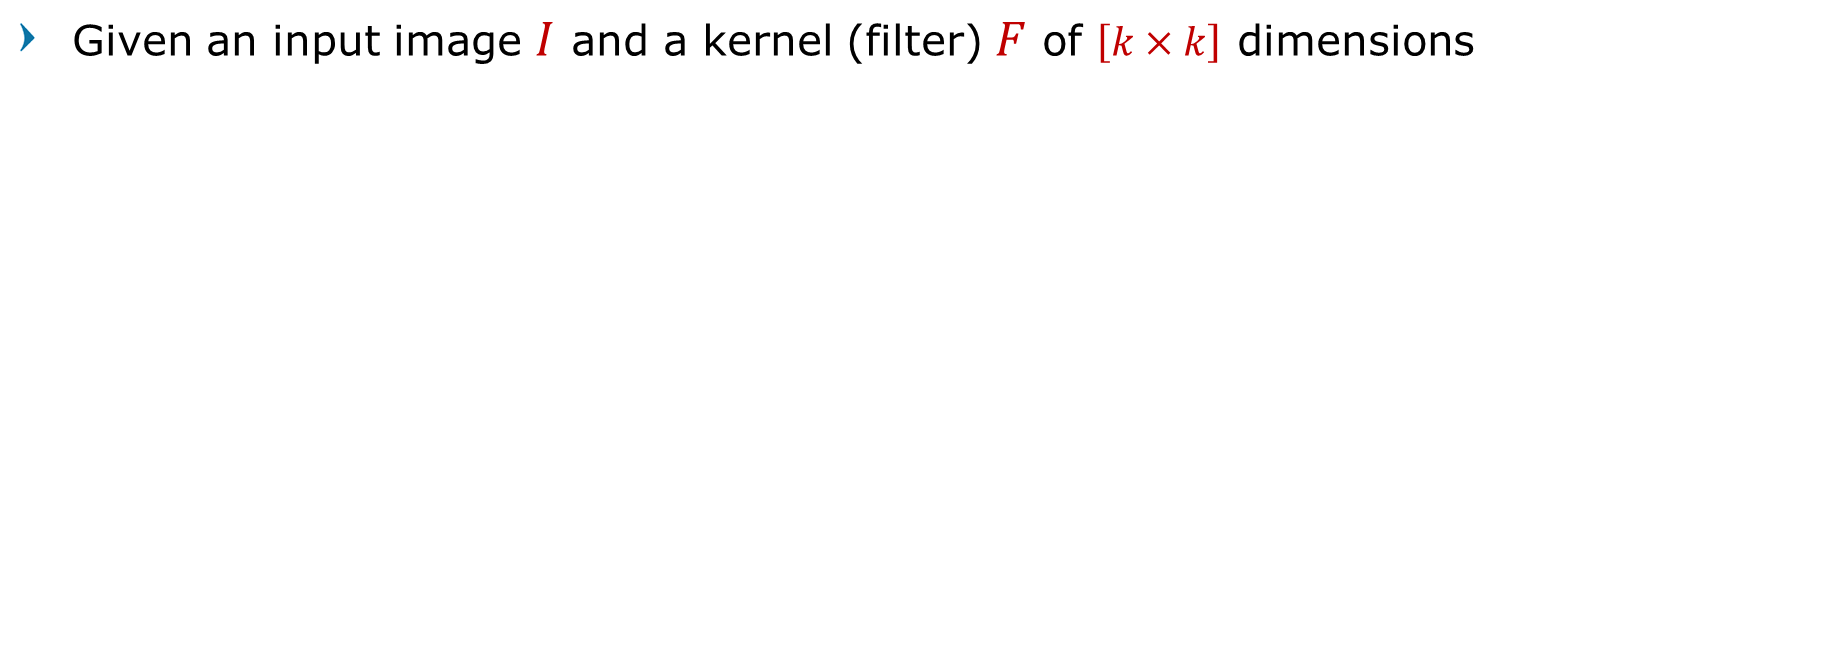 Given an input image I and a kernel (filter) F of [k × k] dimensions